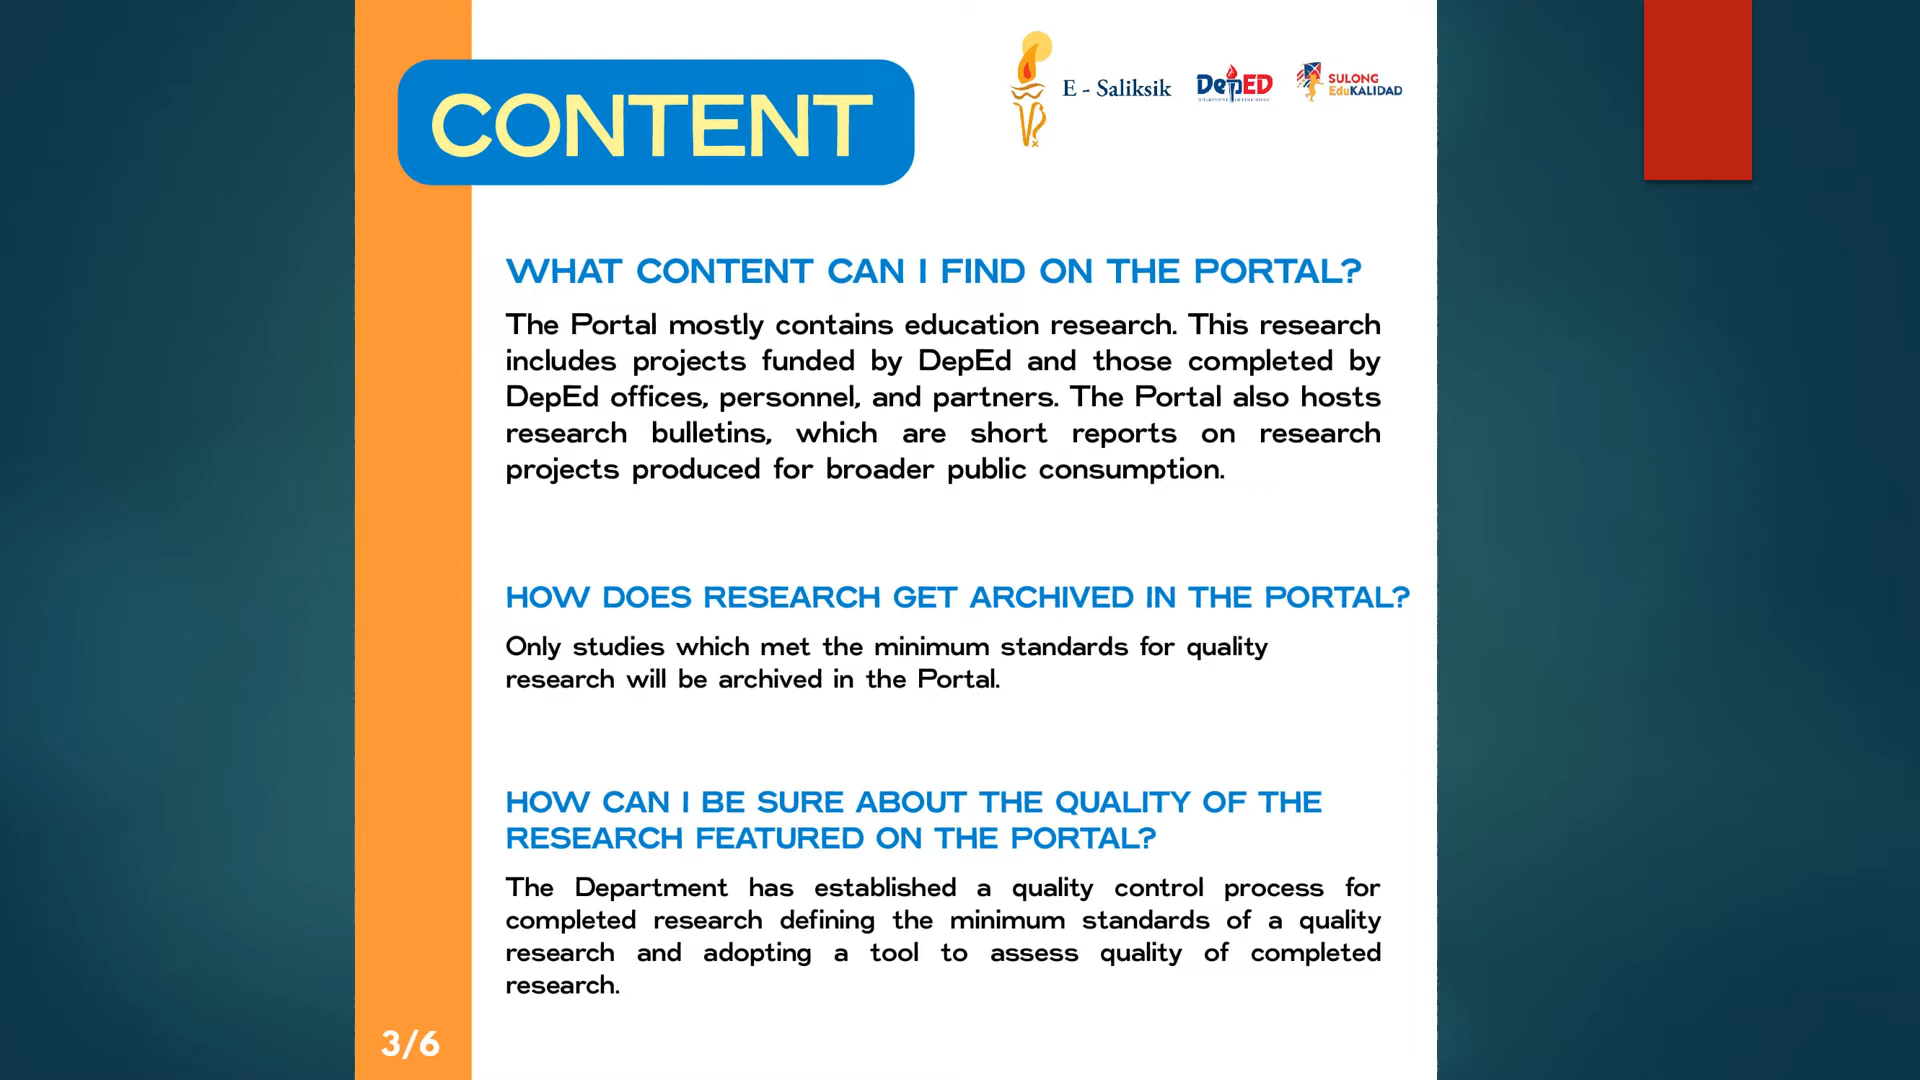 CONTENT
E - Saliksik
DepED
SULONG
EduKALIDAD
WHAT CONTENT CAN I FIND ON THE PORTAL?
The Portal mostly contains education research. This research
includes projects funded by DepEd and those completed by
DepEd offices, personnel, and partners. The Portal also hosts
research bulletins, which are short reports on research
projects produced for broader public consumption.
HOW DOES RESEARCH GET ARCHIVED IN THE PORTAL?
Only studies which met the minimum standards for quality
research will be archived in the Portal.
HOW CAN I BE SURE ABOUT THE QUALITY OF THE
RESEARCH FEATURED ON THE PORTAL?
The Department has established a quality control process for
completed research defining the minimum standards of a quality
research and adopting a tool to assess quality of completed
research.
3/6